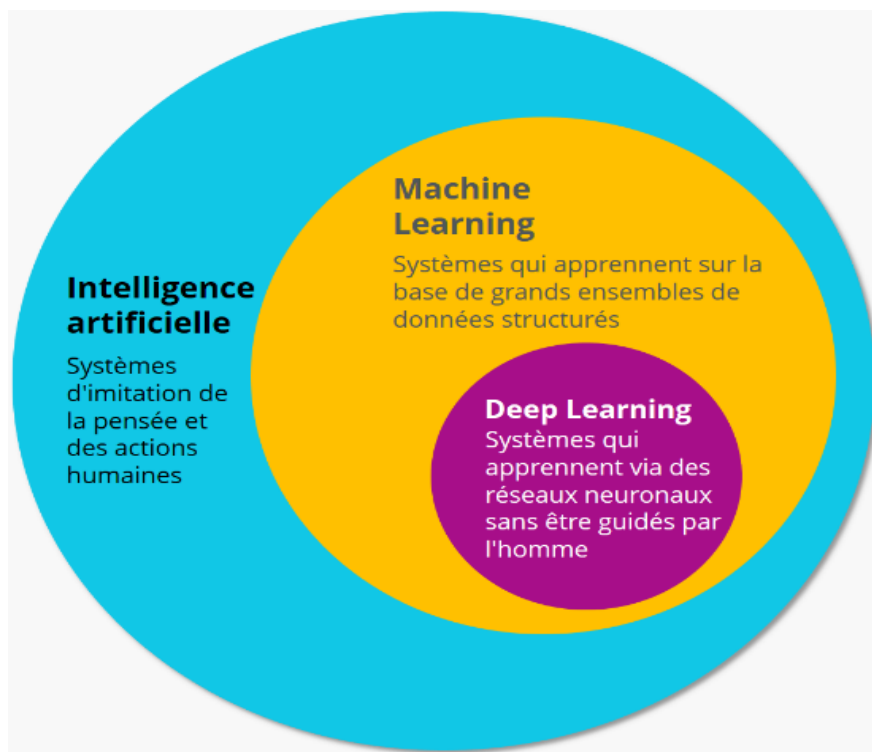 Intelligence
artificielle
Systèmes
d'imitation de
la pensée et
des actions
humaines
Machine
Learning
Systèmes qui apprennent sur la
base de grands ensembles de
données structurés
Deep Learning
Systèmes qui
apprennent via des
réseaux neuronaux
sans être guidés par
l'homme